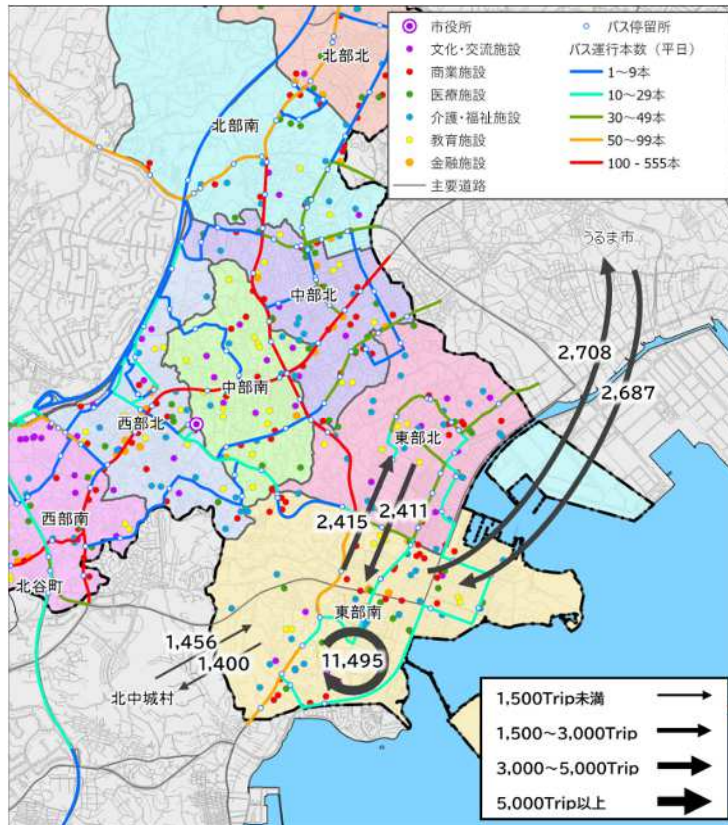 市役所
文化・交流施設
商業施設
医療施設
介護・福祉施設
教育施設
金融施設
主要道路
バス停留所
バス運行本数（平日）
1～9本
10～29本
30～49本
50～99本
100 - 555本
北部北
北部南
うるま市
中部北
2,708
中部南
2,687
西部北
東部北
2,415
2,411
西部南
北谷町
東部南
1,456
1,400
11,495
北中城村
1,500Trip未満
1,500～3,000Trip
3,000～5,000Trip
5,000Trip以上